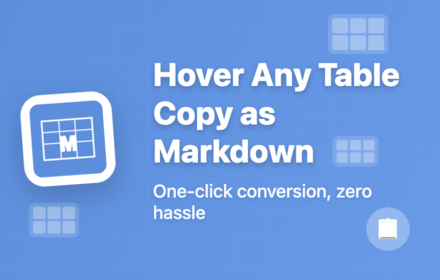 Hover Any Table
Copy as
Markdown
M
One-click conversion, zero
hassle